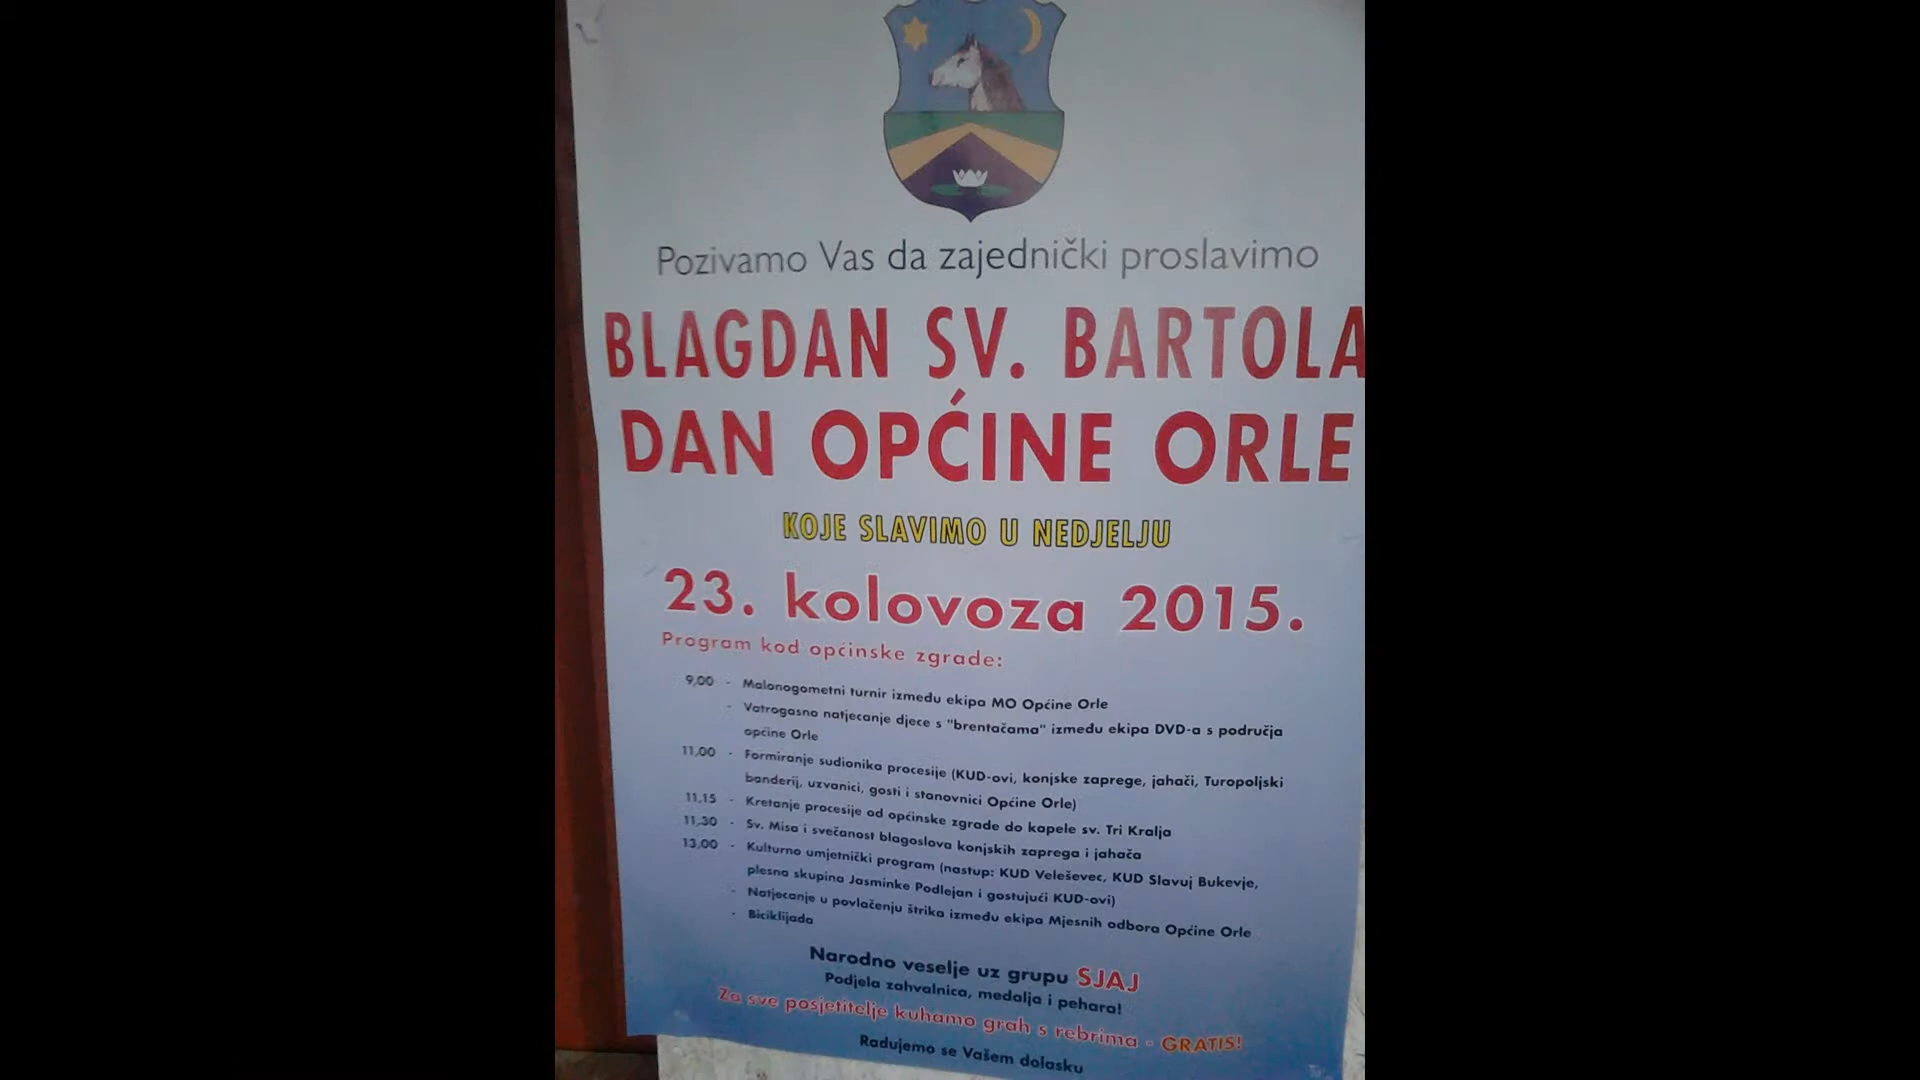 Pozivamo Vas da zajednički proslavimo
BLAGDAN SV. BARTOLA
DAN OPĆINE ORLE
KOJE SLAVIMO U NEDJELJU
23. kolovoza 2015.
Program kod općinske zgrade:
9,00 - Malonogometni turnir između ekipa MO Općine Orle
- Vatrogasno natjecanje djece s "brentačama" između ekipa DVD-a s područja
općine Orle
11,00 - Formiranje sudionika procesije (KUD-ovi, konjske zaprege, jahači, Turopoljski
banderij, uzvanici, gosti i stanovnici Općine Orle)
11,15 - Kretanje procesije od općinske zgrade do kapele sv. Tri Kralja
11,30 - Sv. Misa i svečanost blagoslova konjskih zaprega i jahača
13,00 - Kulturno umjetnički program (nastup: KUD Veleševec, KUD Slavuj Bukevje,
plesna skupina Jasminke Podlejan i gostujući KUD-ovi)
- Natjecanje u povlačenju štrika između ekipa Mjesnih odbora Općine Orle
- Biciklijada
Narodno veselje uz grupu SJAJ
Podjela zahvalnica, medalja i pehara!
Za sve posjetitelje kuhamo grah s rebrima - GRATIS!
Radujemo se Vašem dolasku